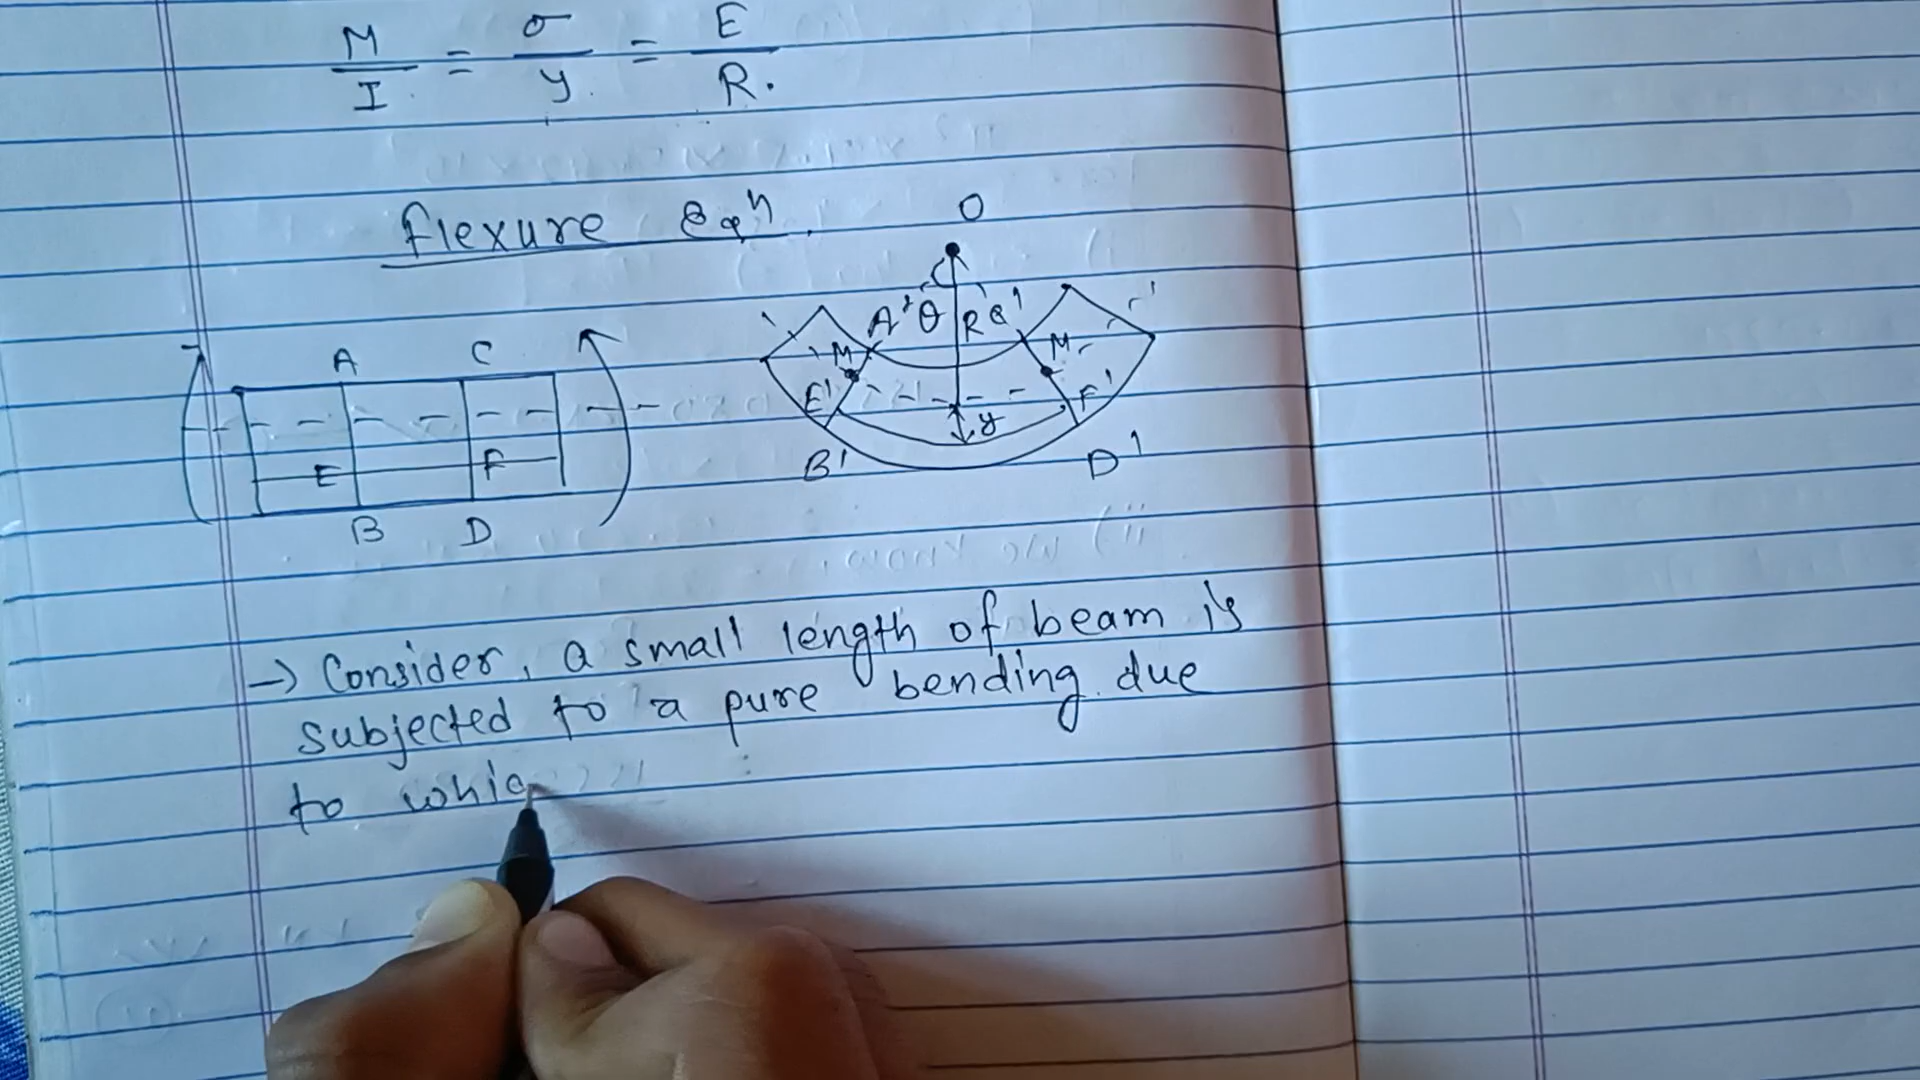 M/I = σ/y = E/R.
flexure eqⁿ.
O
A' θ R C'
A C
M M
E' F'
y
E F
B' D'
B D
→ Consider, a small length of beam is
subjected to a pure bending due
to whic